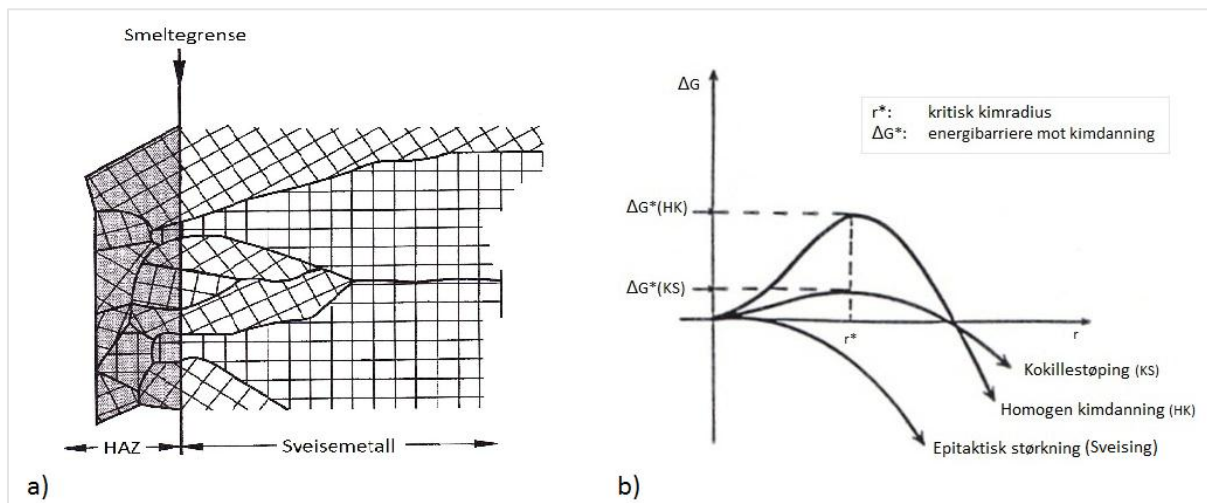 Smeltegrense
HAZ
Sveisemetall
a)
ΔG
r*: kritisk kimradius
ΔG*: energibarriere mot kimdanning
ΔG*(HK)
ΔG*(KS)
r*
r
Kokillestøping (KS)
Homogen kimdanning (HK)
Epitaktisk størkning (Sveising)
b)